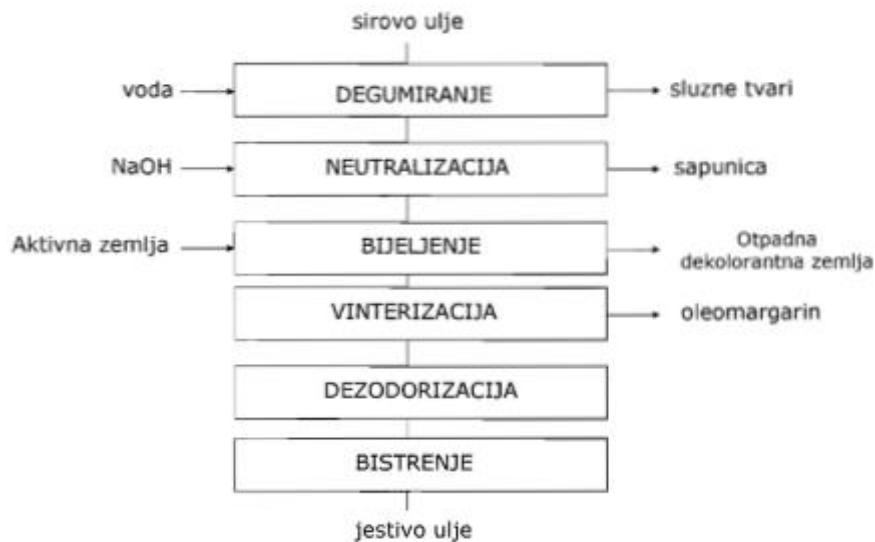 sirovo ulje
voda
DEGUMIRANJE
sluzne tvari
NaOH
NEUTRALIZACIJA
sapunica
Aktivna zemlja
BIJELJENJE
Otpadna
dekolorantna zemlja
VINTERIZACIJA
oleomargarin
DEZODORIZACIJA
BISTRENJE
jestivo ulje